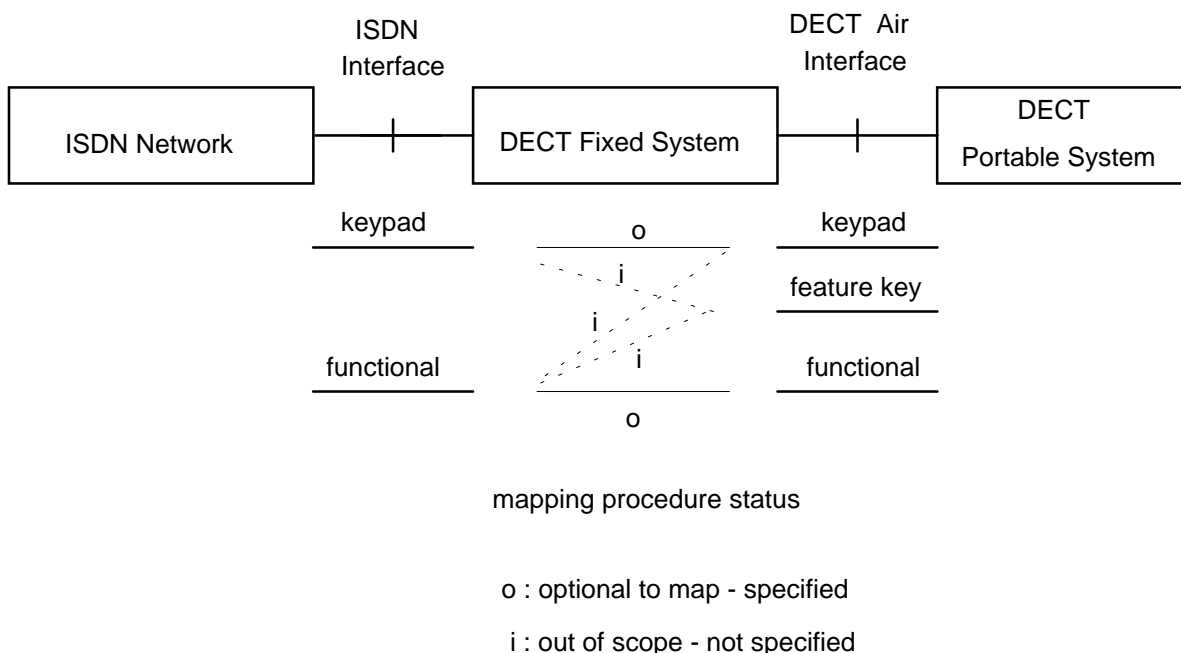 ISDN
Interface
DECT Air
Interface
ISDN Network
DECT Fixed System
DECT
Portable System
keypad
o
keypad
i
feature key
i
i
functional
functional
o
mapping procedure status
o : optional to map - specified
i : out of scope - not specified